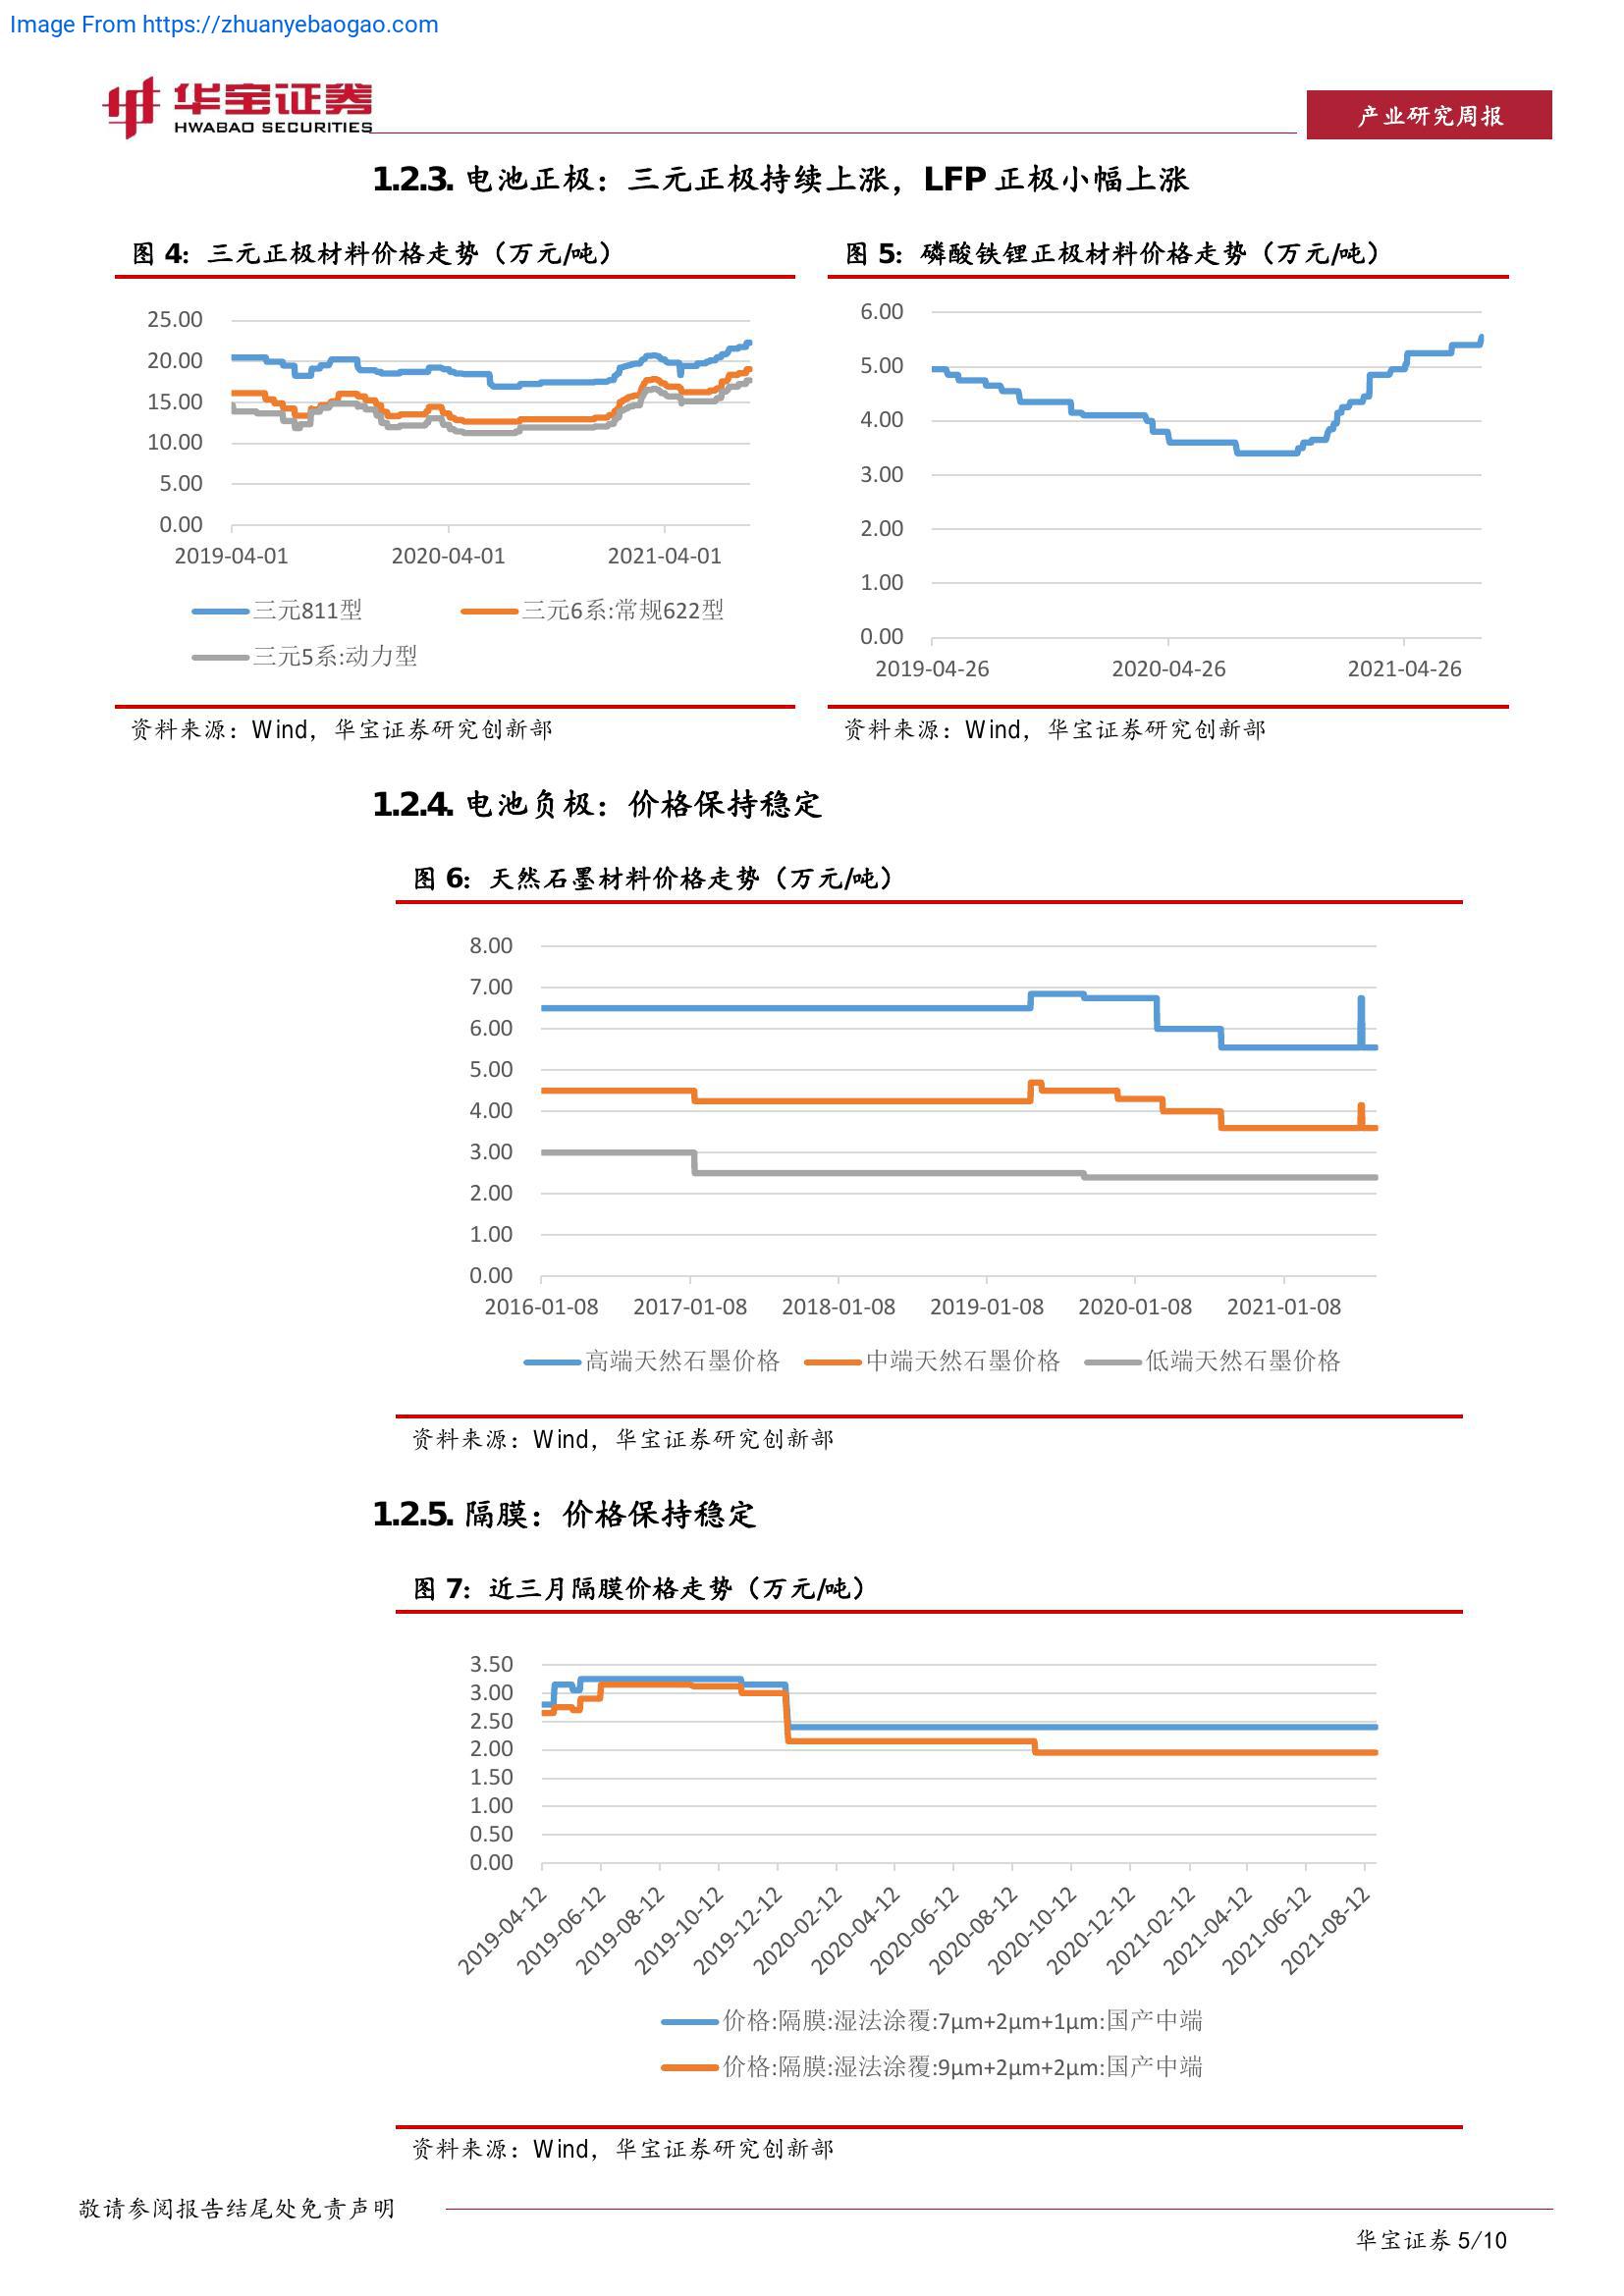 Image From https://zhuanyebaogao.com
华宝证券
HWABAO SECURITIES
产业研究周报
1.2.3. 电池正极：三元正极持续上涨，LFP 正极小幅上涨
图 4：三元正极材料价格走势（万元/吨）
25.00
20.00
15.00
10.00
5.00
0.00
2019-04-01 2020-04-01 2021-04-01
三元811型 三元6系:常规622型
三元5系:动力型
资料来源：Wind，华宝证券研究创新部
图 5：磷酸铁锂正极材料价格走势（万元/吨）
6.00
5.00
4.00
3.00
2.00
1.00
0.00
2019-04-26 2020-04-26 2021-04-26
资料来源：Wind，华宝证券研究创新部
1.2.4. 电池负极：价格保持稳定
图 6：天然石墨材料价格走势（万元/吨）
8.00
7.00
6.00
5.00
4.00
3.00
2.00
1.00
0.00
2016-01-08 2017-01-08 2018-01-08 2019-01-08 2020-01-08 2021-01-08
高端天然石墨价格 中端天然石墨价格 低端天然石墨价格
资料来源：Wind，华宝证券研究创新部
1.2.5. 隔膜：价格保持稳定
图 7：近三月隔膜价格走势（万元/吨）
3.50
3.00
2.50
2.00
1.50
1.00
0.50
0.00
2019-04-12 2019-06-12 2019-08-12 2019-10-12 2019-12-12 2020-02-12 2020-04-12 2020-06-12 2020-08-12 2020-10-12 2020-12-12 2021-02-12 2021-04-12 2021-06-12 2021-08-12
价格:隔膜:湿法涂覆:7μm+2μm+1μm:国产中端
价格:隔膜:湿法涂覆:9μm+2μm+2μm:国产中端
资料来源：Wind，华宝证券研究创新部
敬请参阅报告结尾处免责声明
华宝证券 5/10